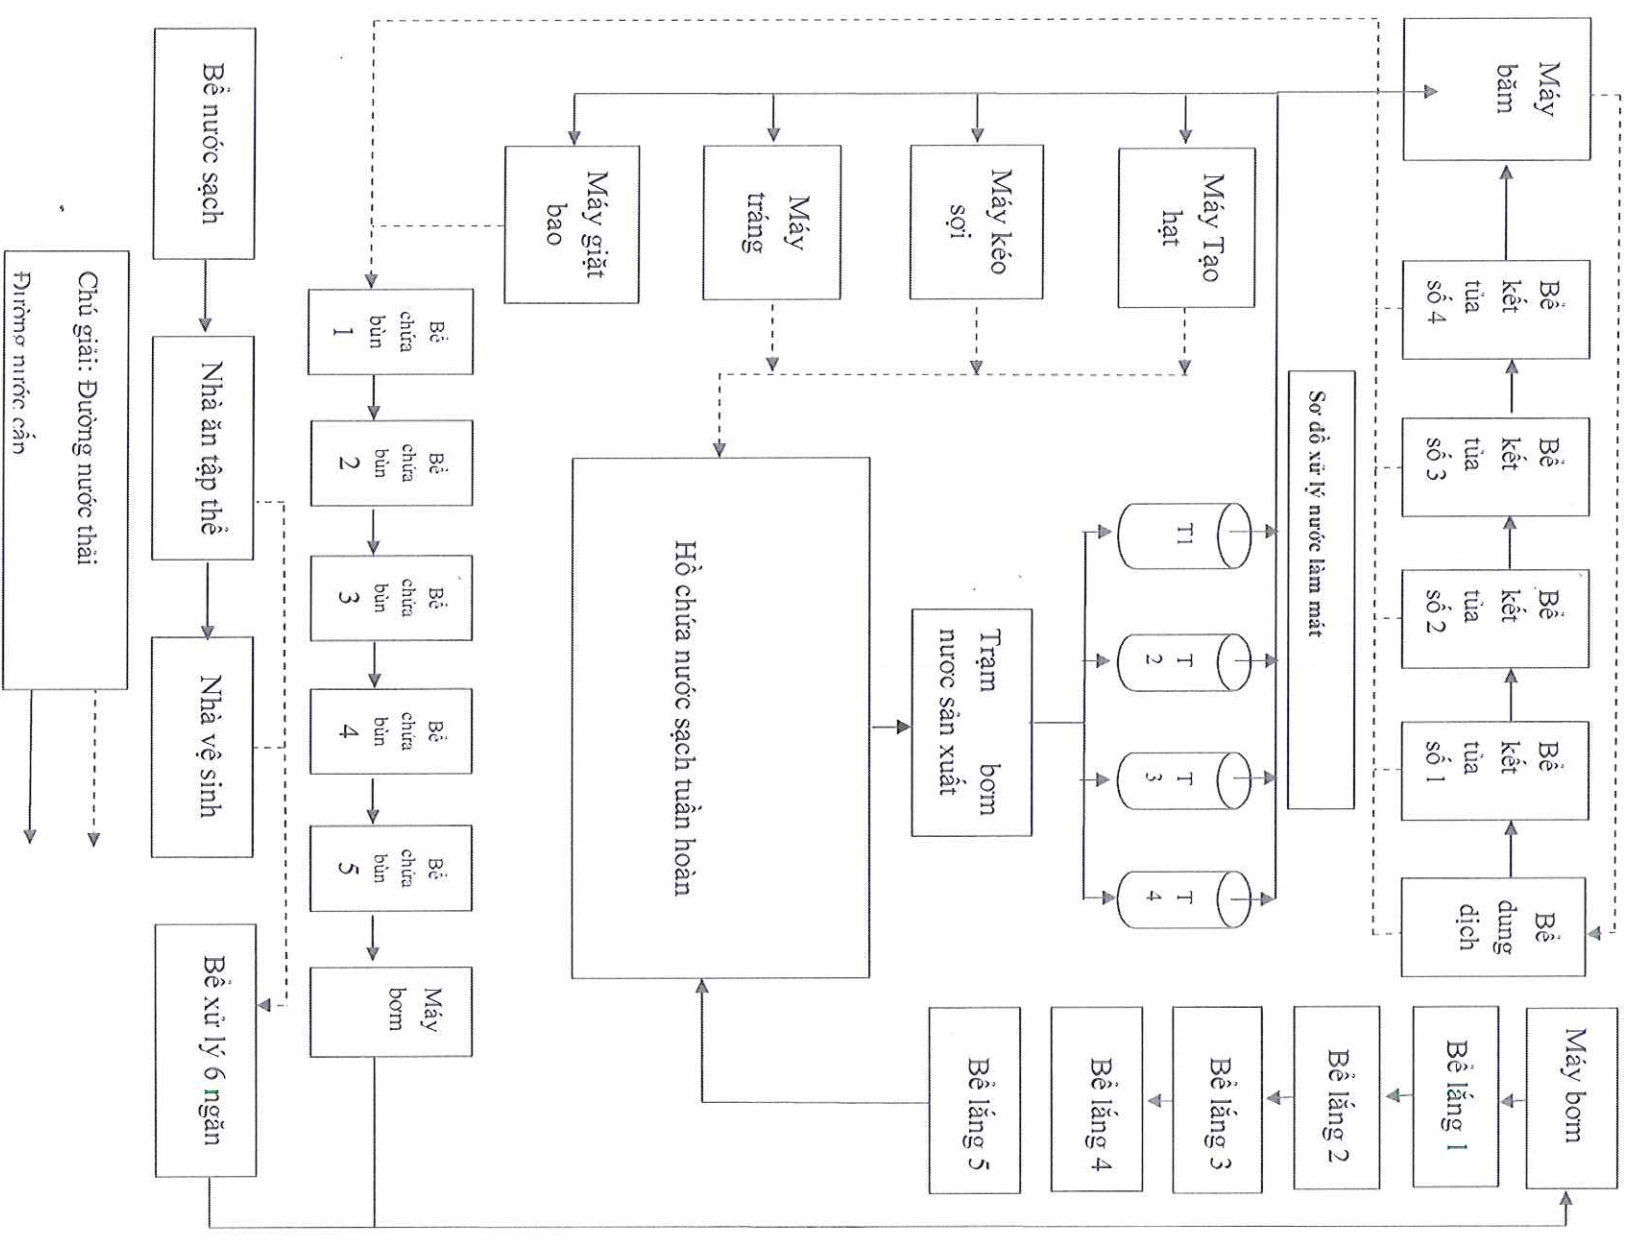 Máy
băm
Bể
kết
tủa
số 4
Bể
kết
tủa
số 3
Bể
kết
tủa
số 2
Bể
kết
tủa
số 1
Bể
dung
dịch
Máy bơm
Bể lắng 1
Bể lắng 2
Bể lắng 3
Bể lắng 4
Bể lắng 5
Sơ đồ xử lý nước làm mát
Máy Tạo
hạt
Máy kéo
sợi
Máy
tráng
Máy giặt
bao
T1
T
2
T
3
T
4
Trạm bơm
nươc sản xuất
Hồ chứa nước sạch tuần hoàn
Bể
chứa
bùn
1
Bể
chứa
bùn
2
Bể
chứa
bùn
3
Bể
chứa
bùn
4
Bể
chứa
bùn
5
Máy
bơm
Bể nước sạch
Nhà ăn tập thể
Nhà vệ sinh
Bể xử lý 6 ngăn
Chú giải: Đường nước thải
Đường nước cấp